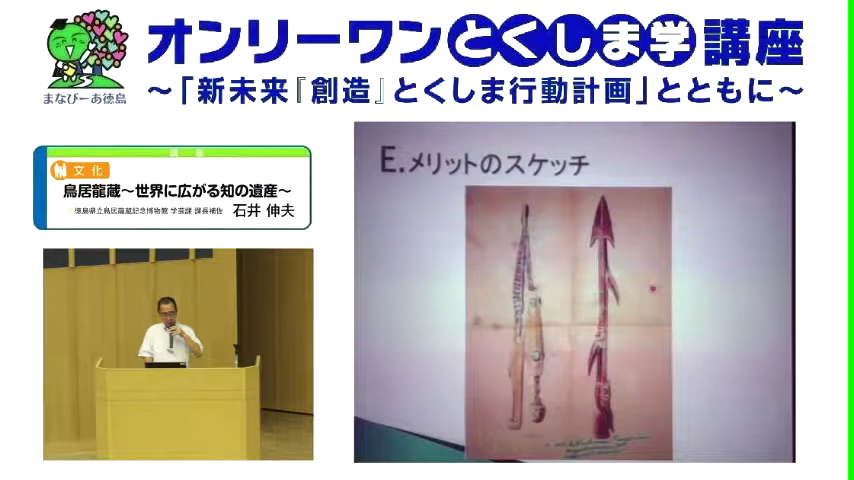 オンリーワンとくしま学講座
～「新未来『創造』とくしま行動計画」とともに～
まなびーあ徳島
講座
文化
鳥居龍蔵～世界に広がる知の遺産～
徳島県立鳥居龍蔵記念博物館 学芸課 課長補佐 石井 伸夫
E.メリットのスケッチ